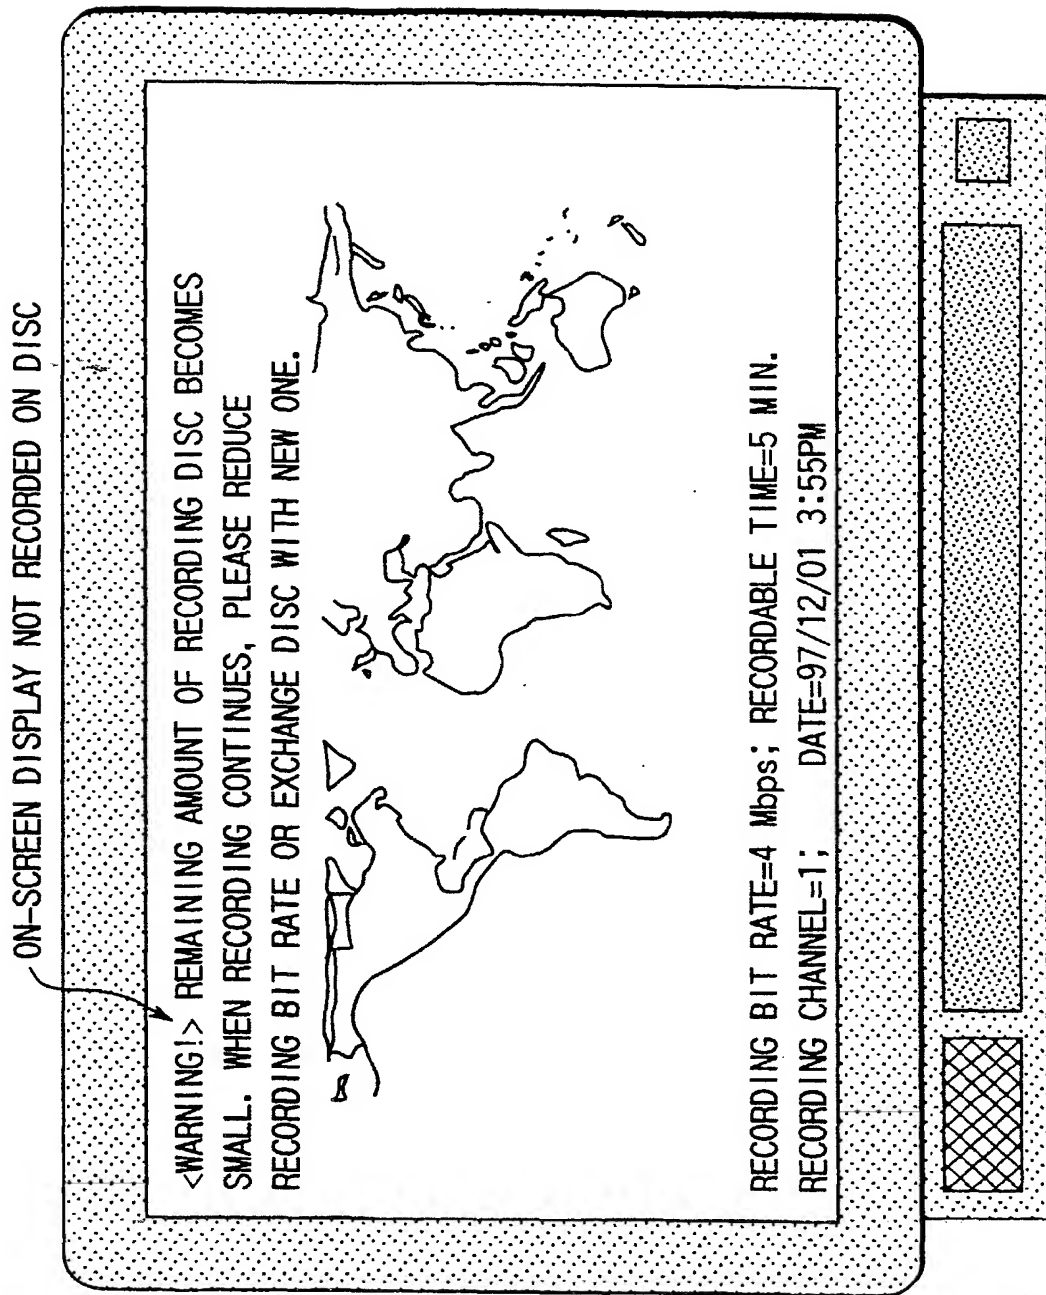 ON-SCREEN DISPLAY NOT RECORDED ON DISC
<WARNING!> REMAINING AMOUNT OF RECORDING DISC BECOMES
SMALL. WHEN RECORDING CONTINUES, PLEASE REDUCE
RECORDING BIT RATE OR EXCHANGE DISC WITH NEW ONE.
RECORDING BIT RATE=4 Mbps; RECORDABLE TIME=5 MIN.
RECORDING CHANNEL=1; DATE=97/12/01 3:55PM